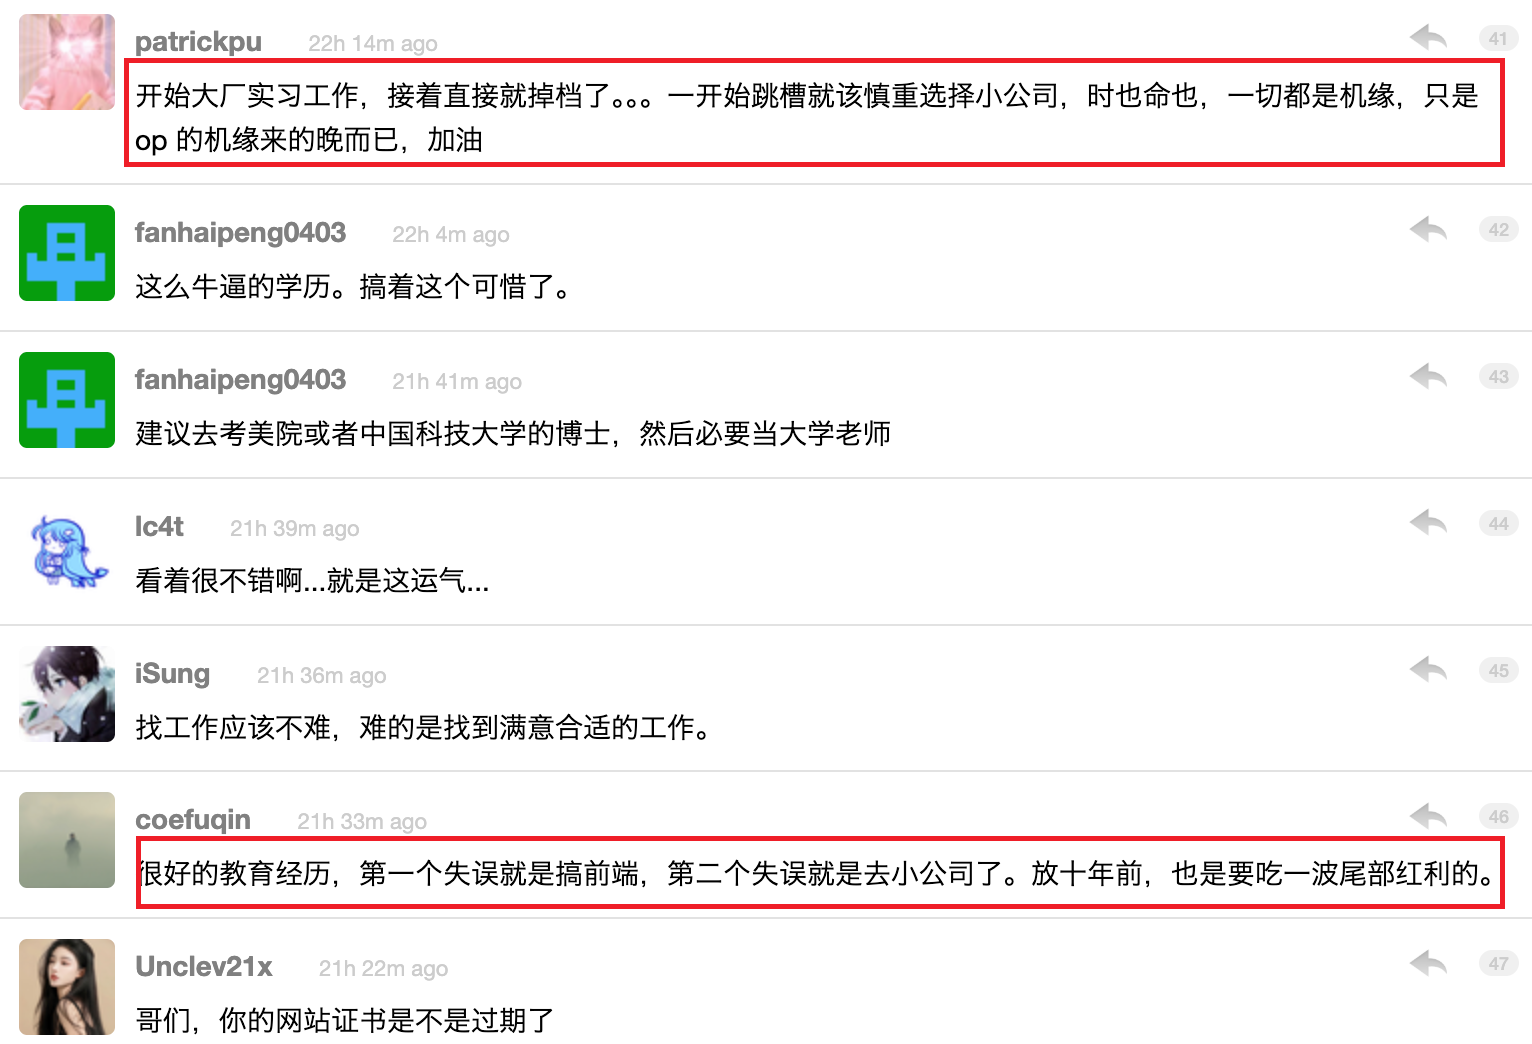 patrickpu 22h 14m ago 41
开始大厂实习工作，接着直接就掉档了。。。一开始跳槽就该慎重选择小公司，时也命也，一切都是机缘，只是
op 的机缘来的晚而已，加油
fanhaipeng0403 22h 4m ago 42
这么牛逼的学历。搞着这个可惜了。
fanhaipeng0403 21h 41m ago 43
建议去考美院或者中国科技大学的博士，然后必要当大学老师
lc4t 21h 39m ago 44
看着很不错啊...就是这运气...
iSung 21h 36m ago 45
找工作应该不难，难的是找到满意合适的工作。
coefuqin 21h 33m ago 46
很好的教育经历，第一个失误就是搞前端，第二个失误就是去小公司了。放十年前，也是要吃一波尾部红利的。
Unclev21x 21h 22m ago 47
哥们，你的网站证书是不是过期了